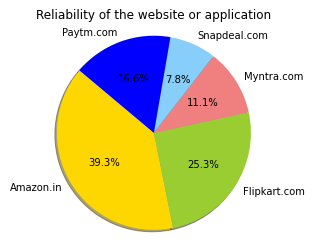 Reliability of the website or application
Paytm.com
Snapdeal.com
Myntra.com
Flipkart.com
Amazon.in
16.6%
7.8%
11.1%
25.3%
39.3%